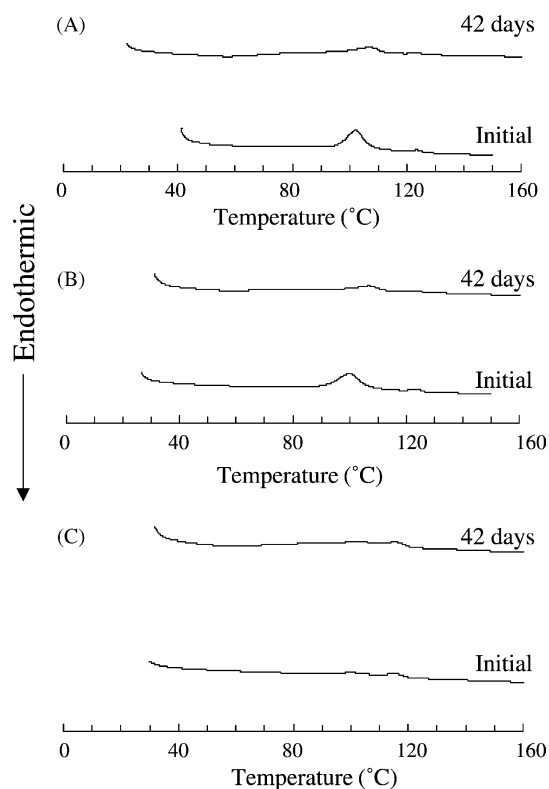 (A)
42 days
Initial
0 40 80 120 160
Temperature (˚C)
(B)
42 days
Initial
0 40 80 120 160
Temperature (˚C)
(C)
42 days
Initial
0 40 80 120 160
Temperature (˚C)
Endothermic